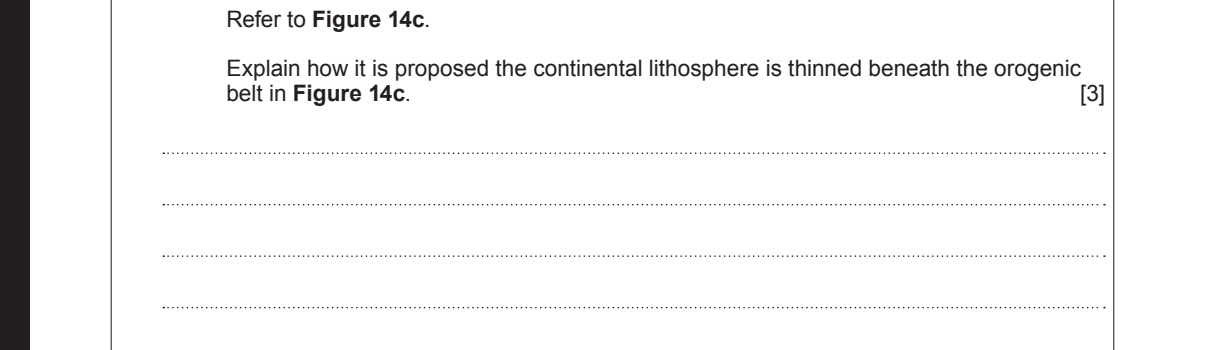 Refer to Figure 14c.
Explain how it is proposed the continental lithosphere is thinned beneath the orogenic
belt in Figure 14c. [3]